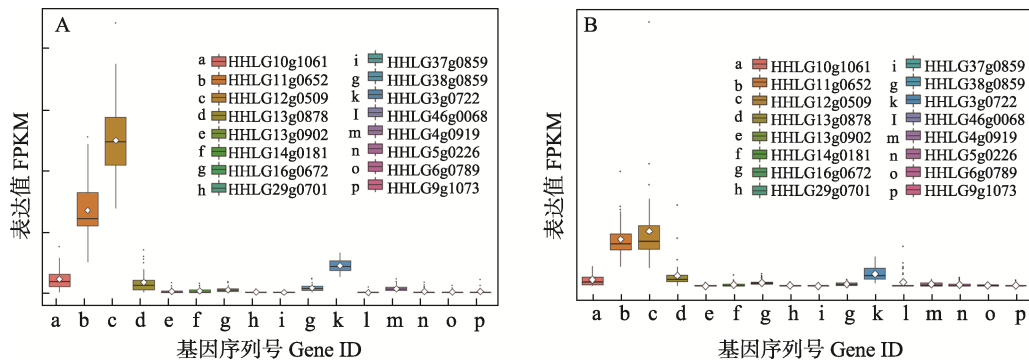 A
表达值 FPKM
a HHLG10g1061
b HHLG11g0652
c HHLG12g0509
d HHLG13g0878
e HHLG13g0902
f HHLG14g0181
g HHLG16g0672
h HHLG29g0701
i HHLG37g0859
g HHLG38g0859
k HHLG3g0722
I HHLG46g0068
m HHLG4g0919
n HHLG5g0226
o HHLG6g0789
p HHLG9g1073
a b c d e f g h i g k l m n o p
基因序列号 Gene ID
B
表达值 FPKM
a HHLG10g1061
b HHLG11g0652
c HHLG12g0509
d HHLG13g0878
e HHLG13g0902
f HHLG14g0181
g HHLG16g0672
h HHLG29g0701
i HHLG37g0859
g HHLG38g0859
k HHLG3g0722
I HHLG46g0068
m HHLG4g0919
n HHLG5g0226
o HHLG6g0789
p HHLG9g1073
a b c d e f g h i g k l m n o p
基因序列号 Gene ID